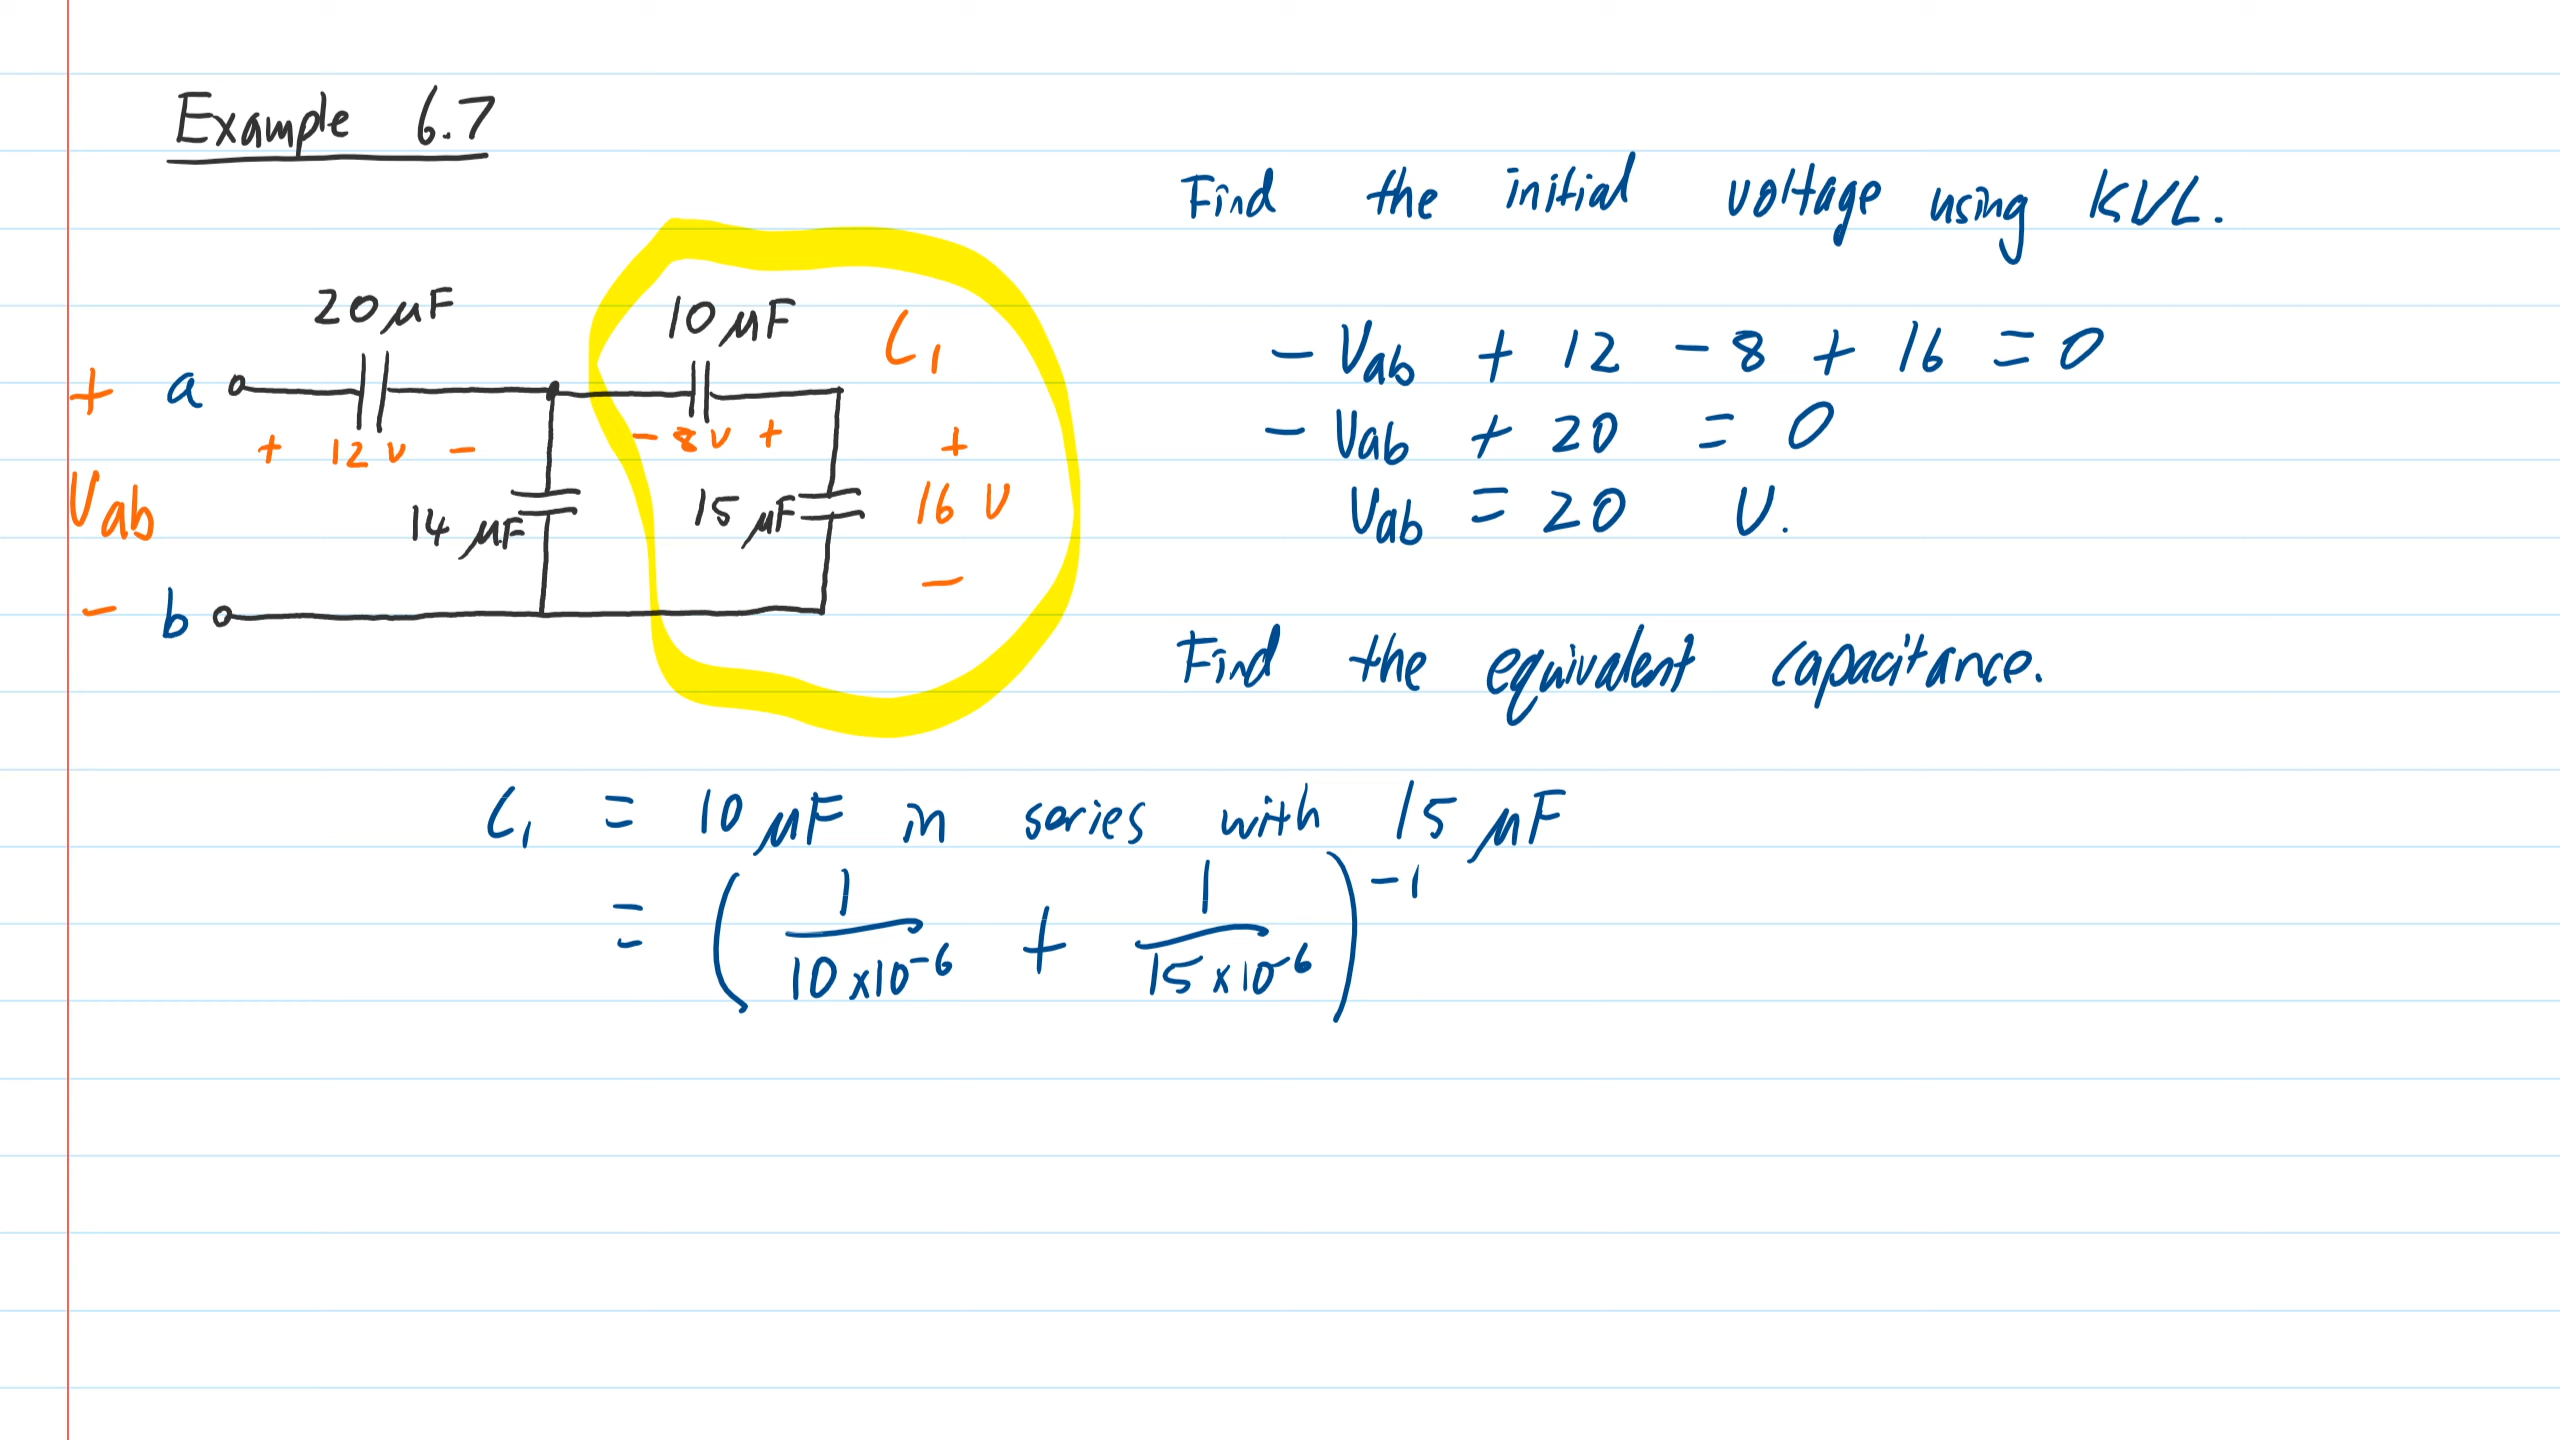 Example 6.7
Find the initial voltage using KVL.
20 μF
10 μF
C₁
+ a
+ 12 V -
- 8 V +
+
Vab
14 μF
15 μF
16 V
-
- b
- Vab + 12 - 8 + 16 = 0
- Vab + 20 = 0
Vab = 20 V.
Find the equivalent capacitance.
C₁ = 10 μF in series with 15 μF
= ( 1/10×10⁻⁶ + 1/15×10⁻⁶ )⁻¹